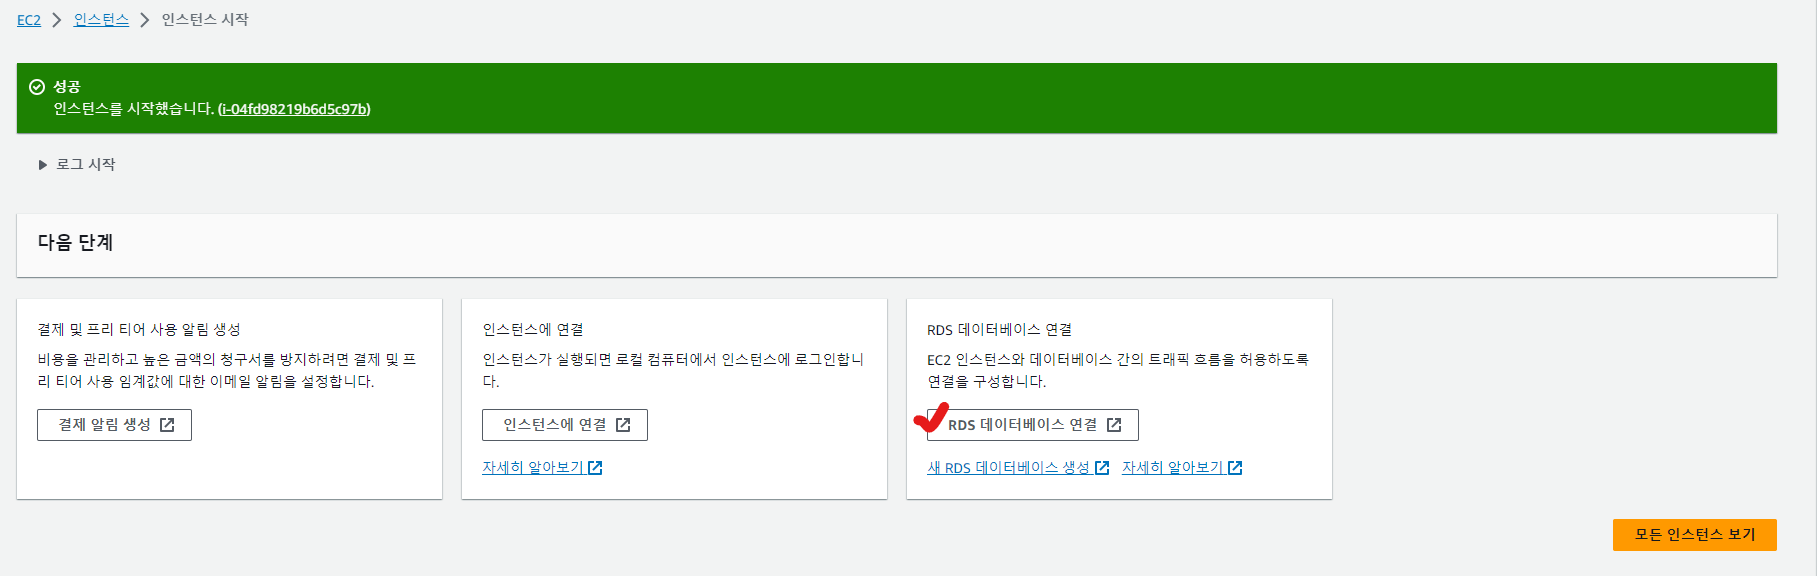 EC2 > 인스턴스 > 인스턴스 시작
성공
인스턴스를 시작했습니다. (i-04fd98219b6d5c97b)
로그 시작
다음 단계
결제 및 프리 티어 사용 알림 생성
비용을 관리하고 높은 금액의 청구서를 방지하려면 결제 및 프
리 티어 사용 임계값에 대한 이메일 알림을 설정합니다.
결제 알림 생성
인스턴스에 연결
인스턴스가 실행되면 로컬 컴퓨터에서 인스턴스에 로그인합니
다.
인스턴스에 연결
자세히 알아보기
RDS 데이터베이스 연결
EC2 인스턴스와 데이터베이스 간의 트래픽 흐름을 허용하도록
연결을 구성합니다.
RDS 데이터베이스 연결
새 RDS 데이터베이스 생성 자세히 알아보기
모든 인스턴스 보기